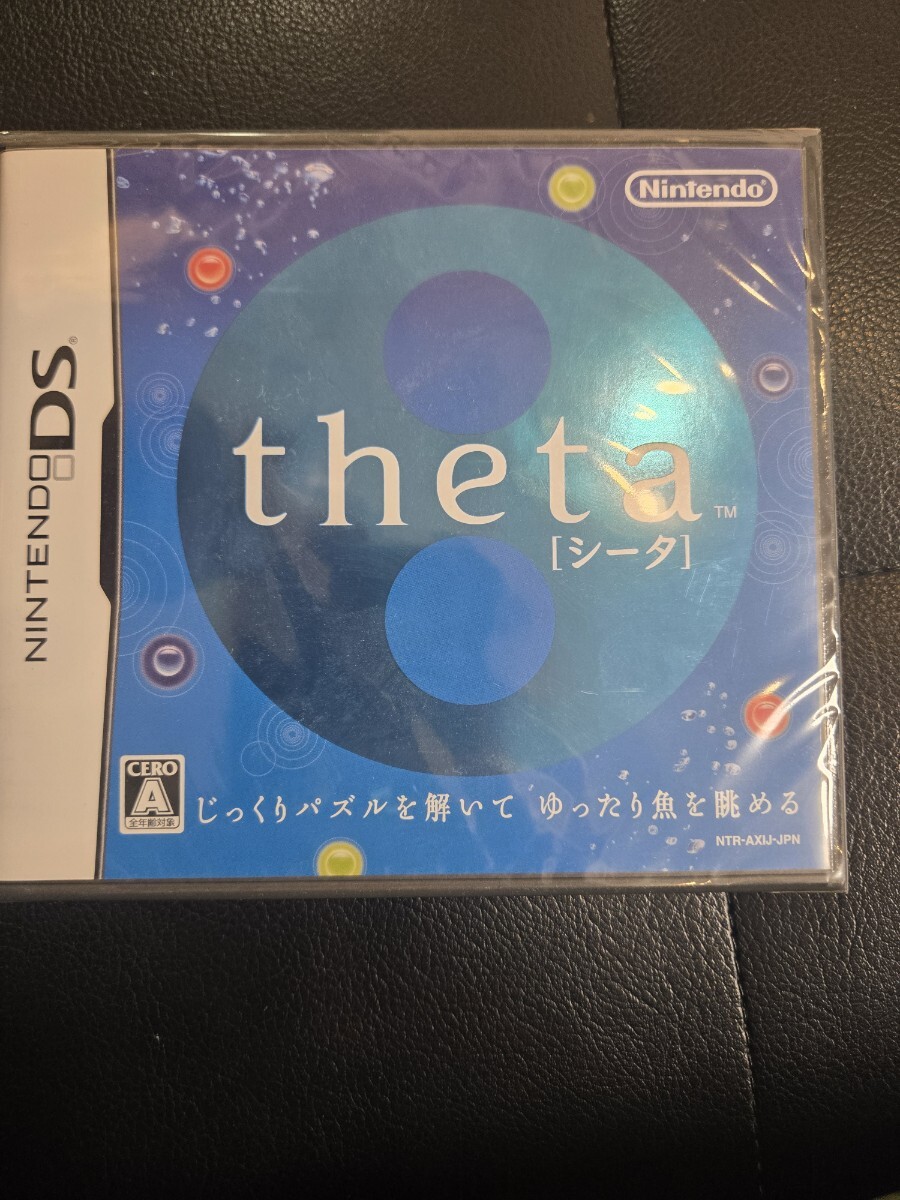 Nintendo
NINTENDO DS®
theta™
[シータ]
CERO
A
全年齢対象
じっくりパズルを解いて ゆったり魚を眺める
NTR-AXIJ-JPN